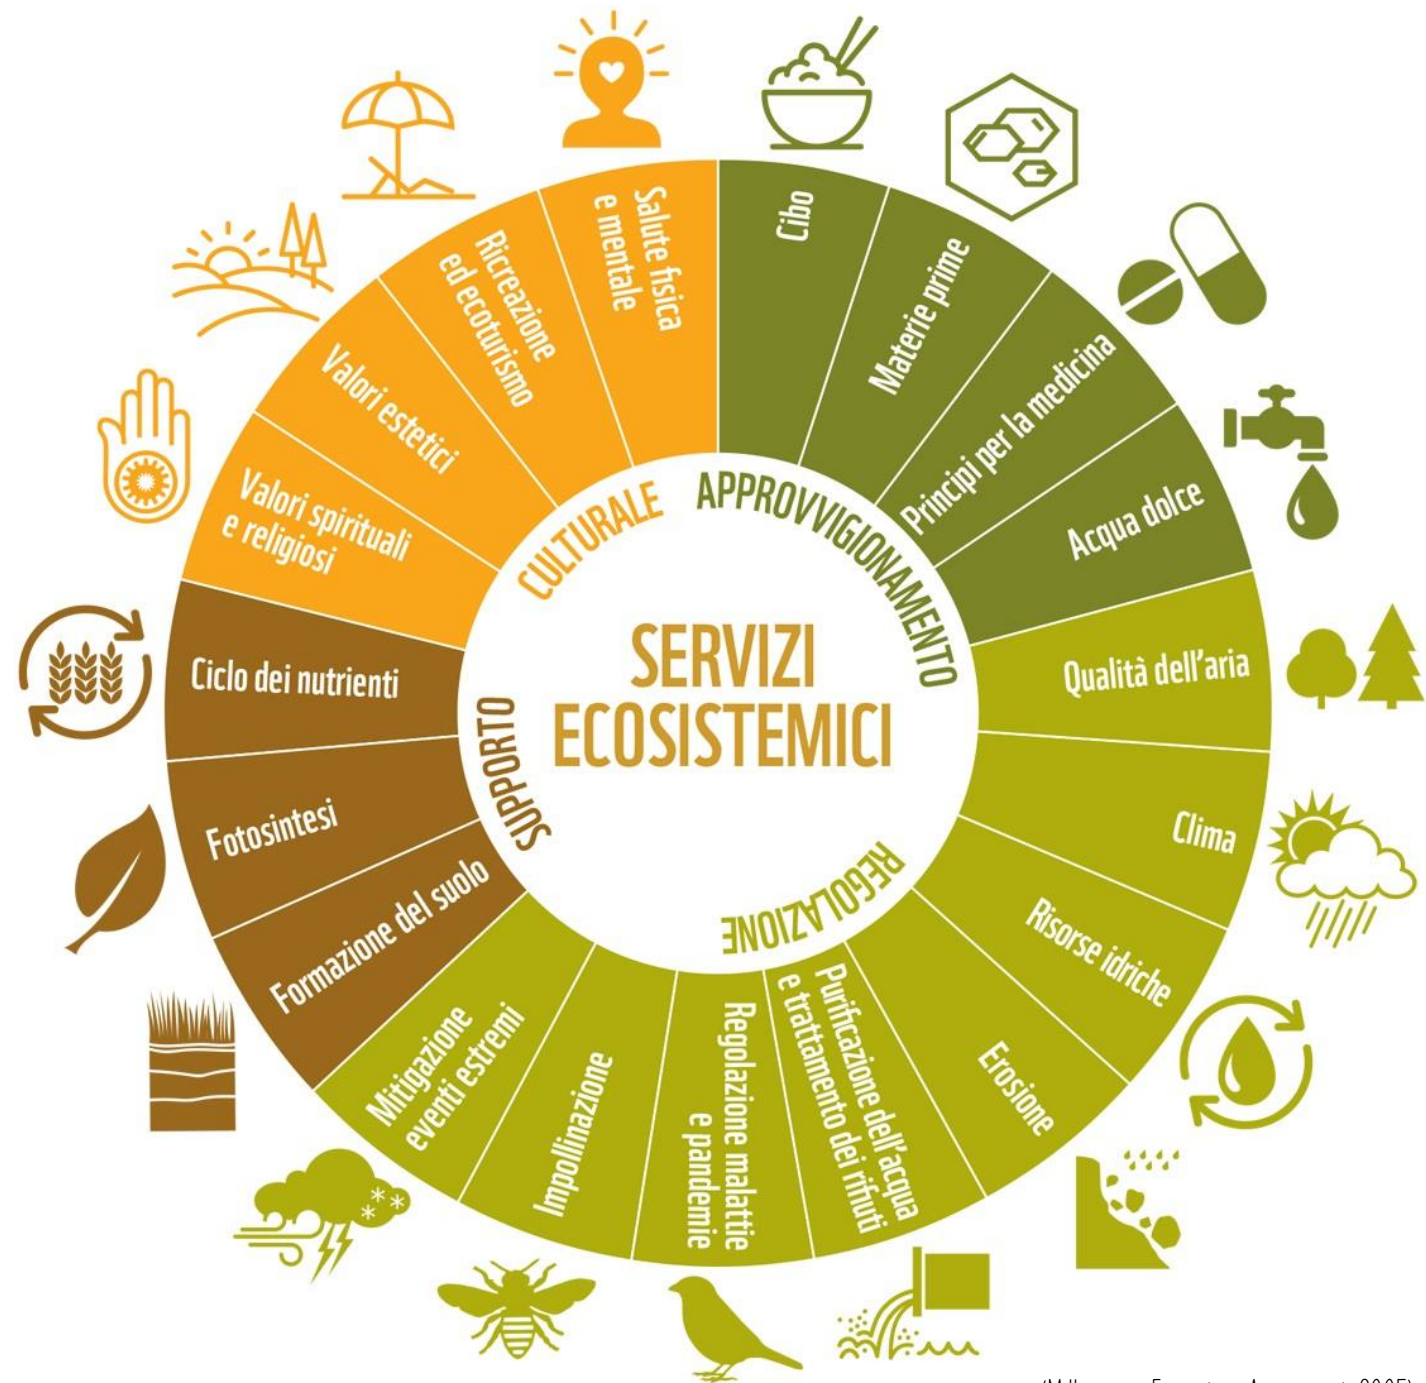 SERVIZI
ECOSISTEMICI
APPROVVIGIONAMENTO
Cibo
Materie prime
Principi per la medicina
Acqua dolce
REGOLAZIONE
Qualità dell'aria
Clima
Risorse idriche
Erosione
Purificazione dell'acqua
e trattamento dei rifiuti
Regolazione malattie
e pandemie
Impollinazione
Mitigazione
eventi estremi
SUPPORTO
Formazione del suolo
Fotosintesi
Ciclo dei nutrienti
CULTURALE
Valori spirituali
e religiosi
Valori estetici
Ricreazione
ed ecoturismo
Salute fisica
e mentale